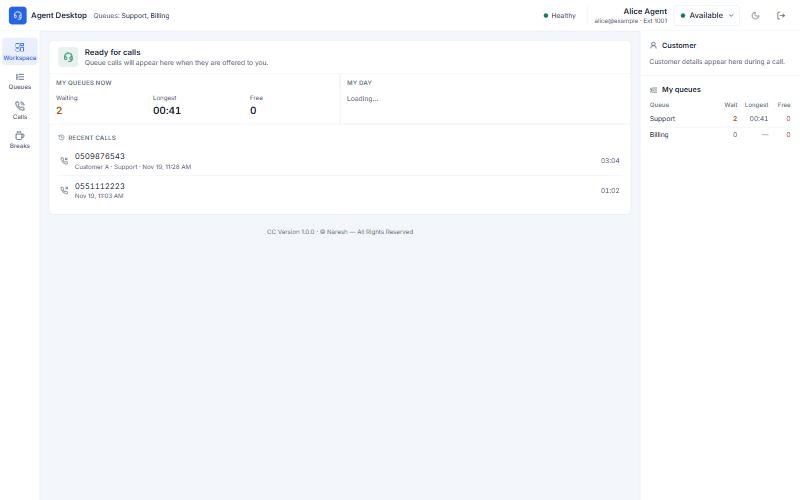 Agent Desktop Queues: Support, Billing
Healthy
Alice Agent
alice@example · Ext 1001
Available
Workspace
Queues
Calls
Breaks
Ready for calls
Queue calls will appear here when they are offered to you.
MY QUEUES NOW
Waiting Longest Free
2 00:41 0
MY DAY
Loading...
RECENT CALLS
0509876543
Customer A · Support · Nov 19, 11:28 AM
03:04
0551112223
Nov 19, 11:03 AM
01:02
CC Version 1.0.0 · © Naresh — All Rights Reserved
Customer
Customer details appear here during a call.
My queues
Queue Wait Longest Free
Support 2 00:41 0
Billing 0 — 0